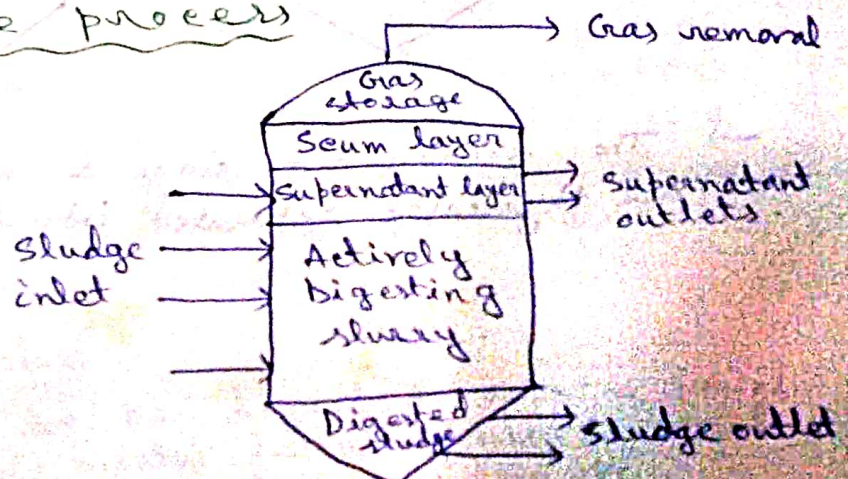 e process
Gas removal
Gas
storage
Scum layer
Supernatant layer
Supernatant
outlets
Sludge
inlet
Actively
Digesting
slurry
Digested
sludge
Sludge outlet